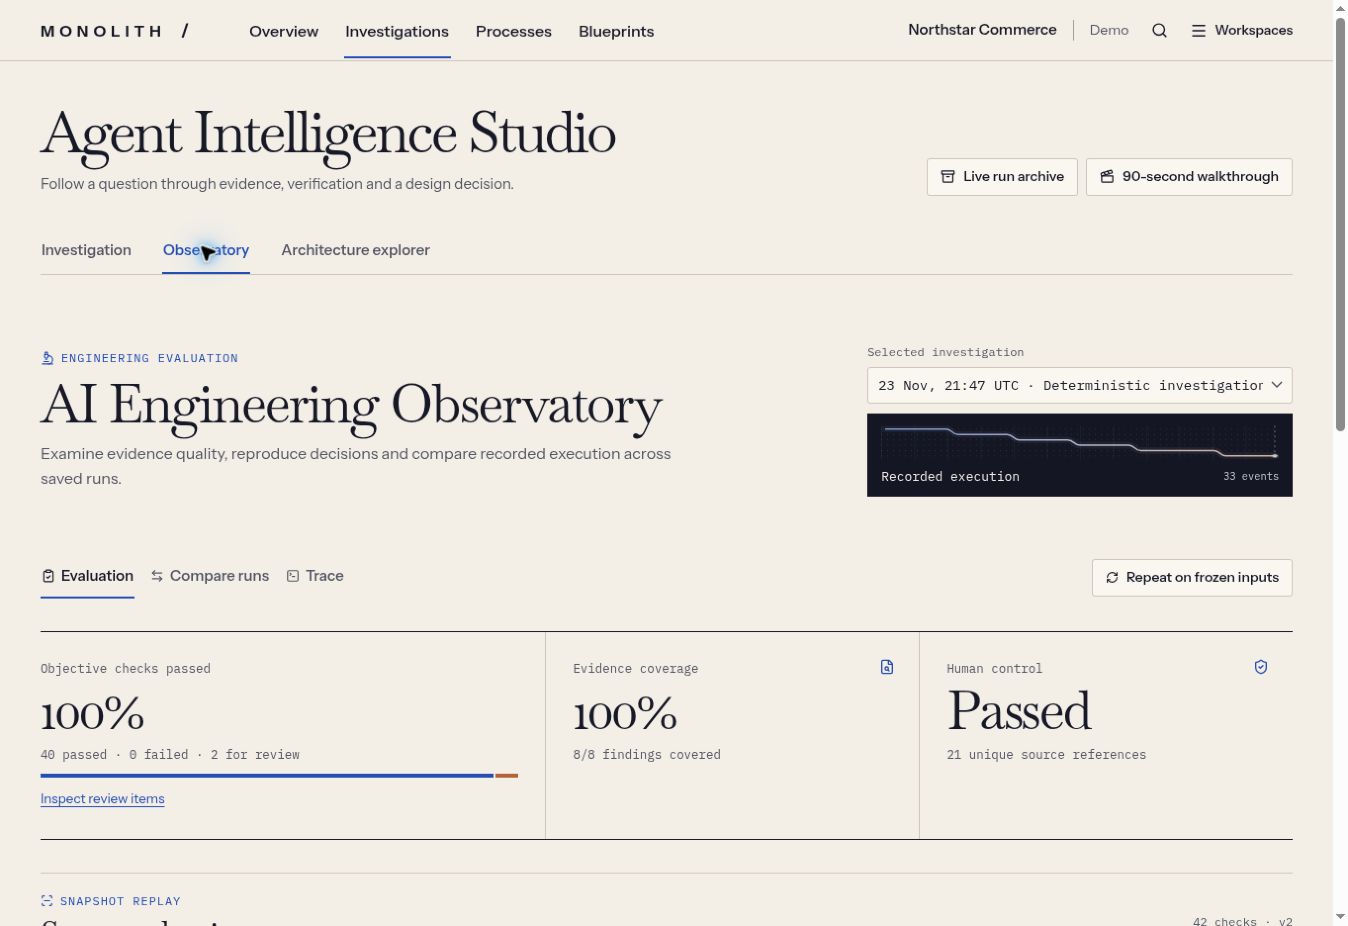 MONOLITH /
Overview
Investigations
Processes
Blueprints
Northstar Commerce
Demo
Workspaces
Agent Intelligence Studio
Follow a question through evidence, verification and a design decision.
Live run archive
90-second walkthrough
Investigation
Observatory
Architecture explorer
ENGINEERING EVALUATION
AI Engineering Observatory
Examine evidence quality, reproduce decisions and compare recorded execution across
saved runs.
Selected investigation
23 Nov, 21:47 UTC · Deterministic investigation
Recorded execution
33 events
Evaluation
Compare runs
Trace
Repeat on frozen inputs
Objective checks passed
100%
40 passed · 0 failed · 2 for review
Inspect review items
Evidence coverage
100%
8/8 findings covered
Human control
Passed
21 unique source references
SNAPSHOT REPLAY
42 checks · v2